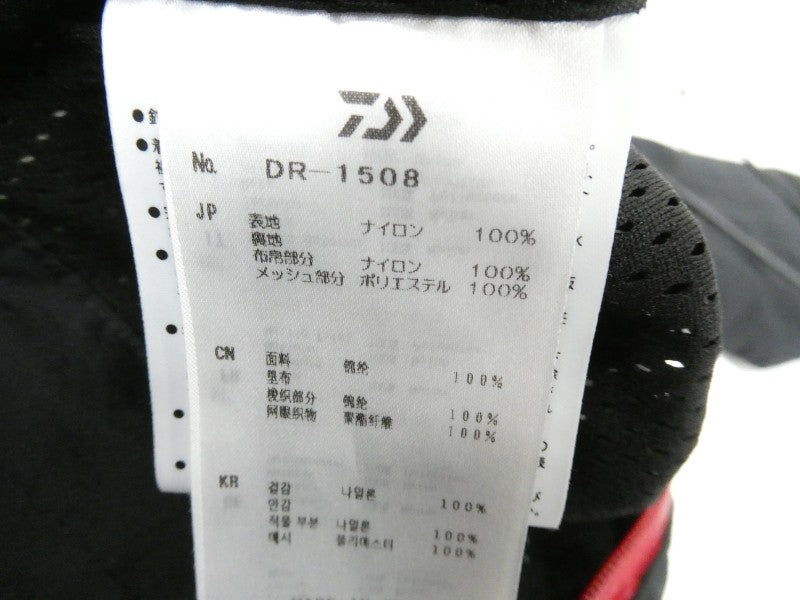 No. DR-1508
JP 表地 ナイロン 100%
裏地
布帛部分 ナイロン 100%
メッシュ部分 ポリエステル 100%
CN 面料 锦纶 100%
里布
梭织部分 锦纶 100%
网眼织物 聚酯纤维 100%
KR 겉감 나일론 100%
안감
직물 부분 나일론 100%
메시 폴리에스터 100%